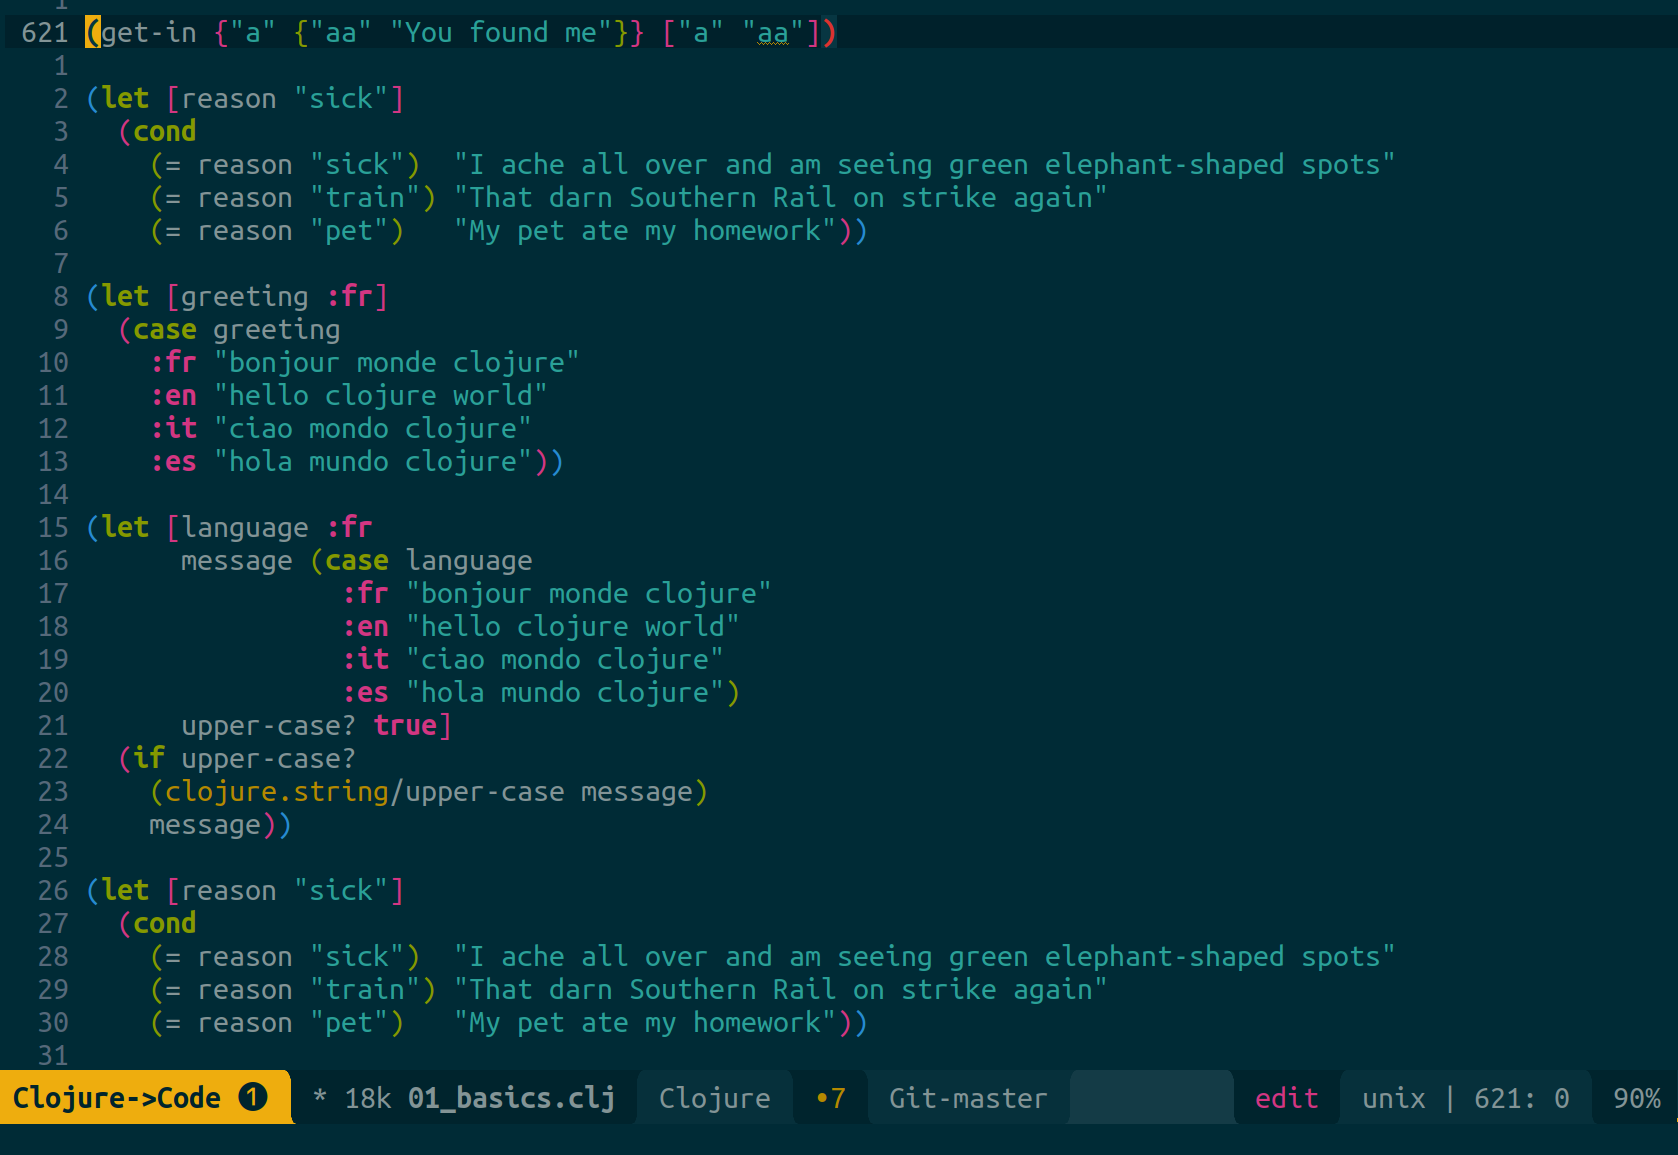 1
621 (get-in {"a" {"aa" "You found me"}} ["a" "aa"])
1
2 (let [reason "sick"]
3   (cond
4     (= reason "sick")  "I ache all over and am seeing green elephant-shaped spots"
5     (= reason "train") "That darn Southern Rail on strike again"
6     (= reason "pet")   "My pet ate my homework"))
7
8 (let [greeting :fr]
9   (case greeting
10     :fr "bonjour monde clojure"
11     :en "hello clojure world"
12     :it "ciao mondo clojure"
13     :es "hola mundo clojure"))
14
15 (let [language :fr
16       message (case language
17                 :fr "bonjour monde clojure"
18                 :en "hello clojure world"
19                 :it "ciao mondo clojure"
20                 :es "hola mundo clojure")
21       upper-case? true]
22   (if upper-case?
23     (clojure.string/upper-case message)
24     message))
25
26 (let [reason "sick"]
27   (cond
28     (= reason "sick")  "I ache all over and am seeing green elephant-shaped spots"
29     (= reason "train") "That darn Southern Rail on strike again"
30     (= reason "pet")   "My pet ate my homework"))
31
Clojure->Code ❶ * 18k 01_basics.clj Clojure •7 Git-master edit unix | 621: 0 90%